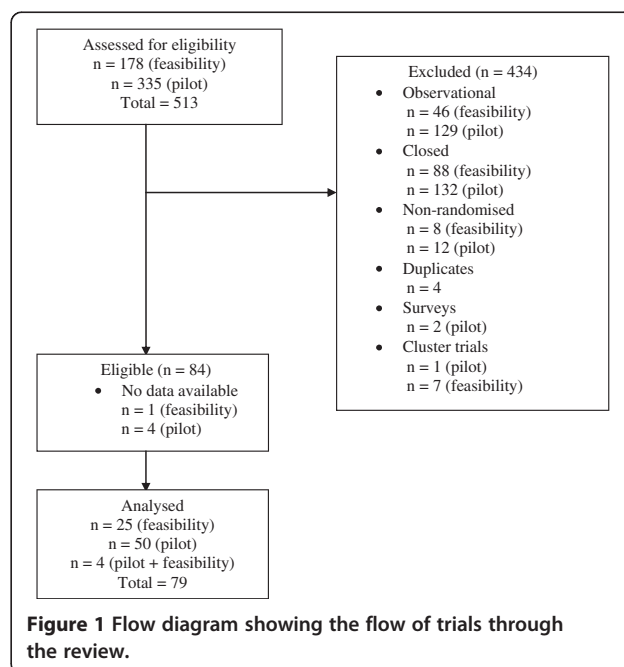 Assessed for eligibility
n = 178 (feasibility)
n = 335 (pilot)
Total = 513
Excluded (n = 434)
• Observational
n = 46 (feasibility)
n = 129 (pilot)
• Closed
n = 88 (feasibility)
n = 132 (pilot)
• Non-randomised
n = 8 (feasibility)
n = 12 (pilot)
• Duplicates
n = 4
• Surveys
n = 2 (pilot)
• Cluster trials
n = 1 (pilot)
n = 7 (feasibility)
Eligible (n = 84)
• No data available
n = 1 (feasibility)
n = 4 (pilot)
Analysed
n = 25 (feasibility)
n = 50 (pilot)
n = 4 (pilot + feasibility)
Total = 79
Figure 1 Flow diagram showing the flow of trials through
the review.